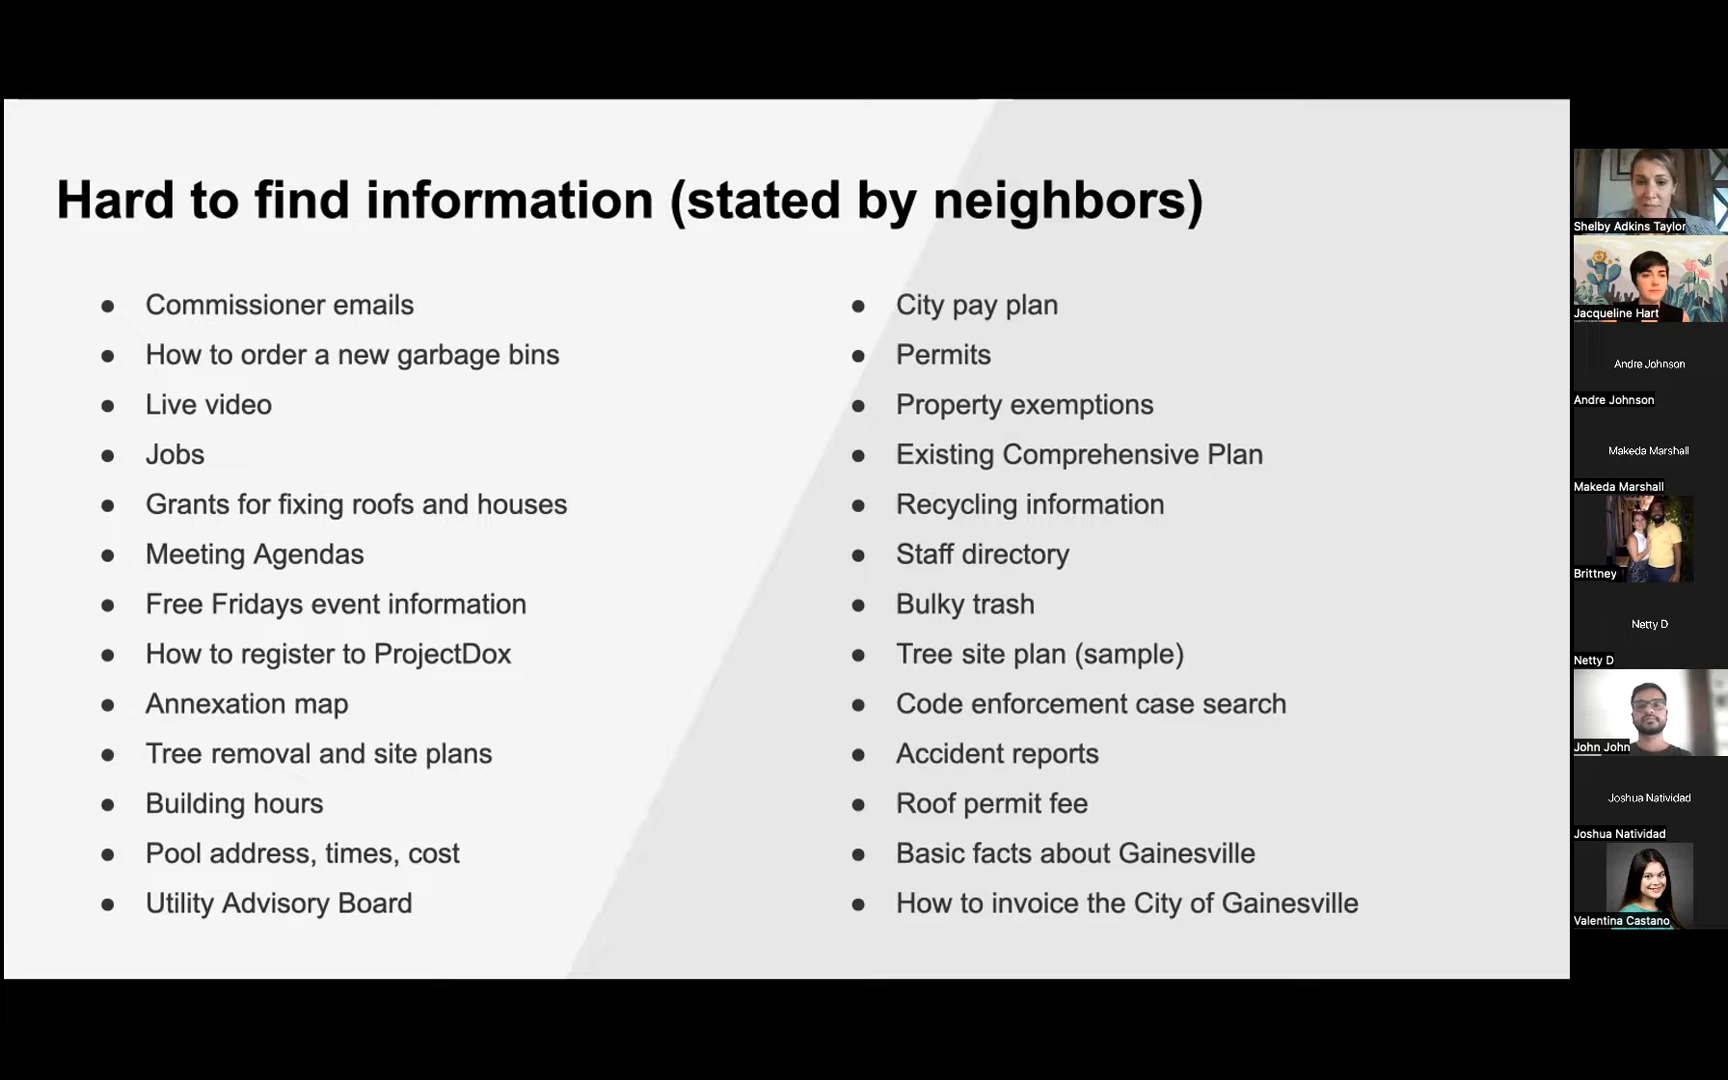 Hard to find information (stated by neighbors)
● Commissioner emails
● How to order a new garbage bins
● Live video
● Jobs
● Grants for fixing roofs and houses
● Meeting Agendas
● Free Fridays event information
● How to register to ProjectDox
● Annexation map
● Tree removal and site plans
● Building hours
● Pool address, times, cost
● Utility Advisory Board
● City pay plan
● Permits
● Property exemptions
● Existing Comprehensive Plan
● Recycling information
● Staff directory
● Bulky trash
● Tree site plan (sample)
● Code enforcement case search
● Accident reports
● Roof permit fee
● Basic facts about Gainesville
● How to invoice the City of Gainesville
Shelby Adkins Taylor
Jacqueline Hart
Andre Johnson
Andre Johnson
Makeda Marshall
Makeda Marshall
Brittney
Netty D
Netty D
John John
Joshua Natividad
Joshua Natividad
Valentina Castano